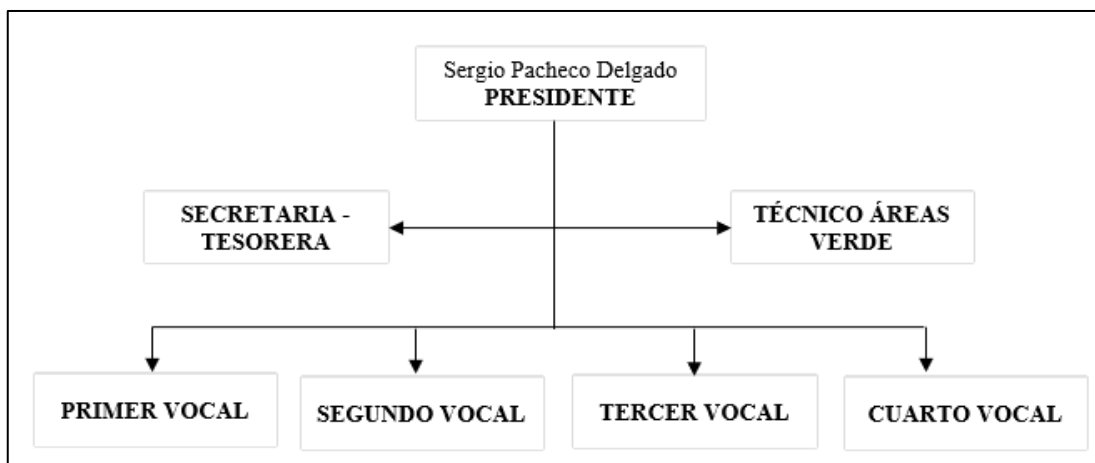 Sergio Pacheco Delgado
PRESIDENTE
SECRETARIA -
TESORERA
TÉCNICO ÁREAS
VERDE
PRIMER VOCAL
SEGUNDO VOCAL
TERCER VOCAL
CUARTO VOCAL